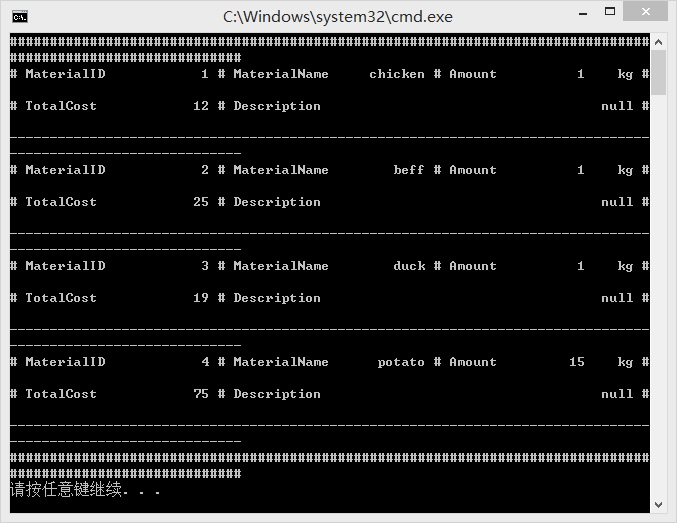 C:\Windows\system32\cmd.exe
################################################################################
#############################
# MaterialID            1 # MaterialName     chicken # Amount          1    kg #
# TotalCost            12 # Description                                   null #
--------------------------------------------------------------------------------
-----------------------------
# MaterialID            2 # MaterialName        beff # Amount          1    kg #
# TotalCost            25 # Description                                   null #
--------------------------------------------------------------------------------
-----------------------------
# MaterialID            3 # MaterialName        duck # Amount          1    kg #
# TotalCost            19 # Description                                   null #
--------------------------------------------------------------------------------
-----------------------------
# MaterialID            4 # MaterialName      potato # Amount         15    kg #
# TotalCost            75 # Description                                   null #
--------------------------------------------------------------------------------
-----------------------------
################################################################################
#############################
请按任意键继续. . .